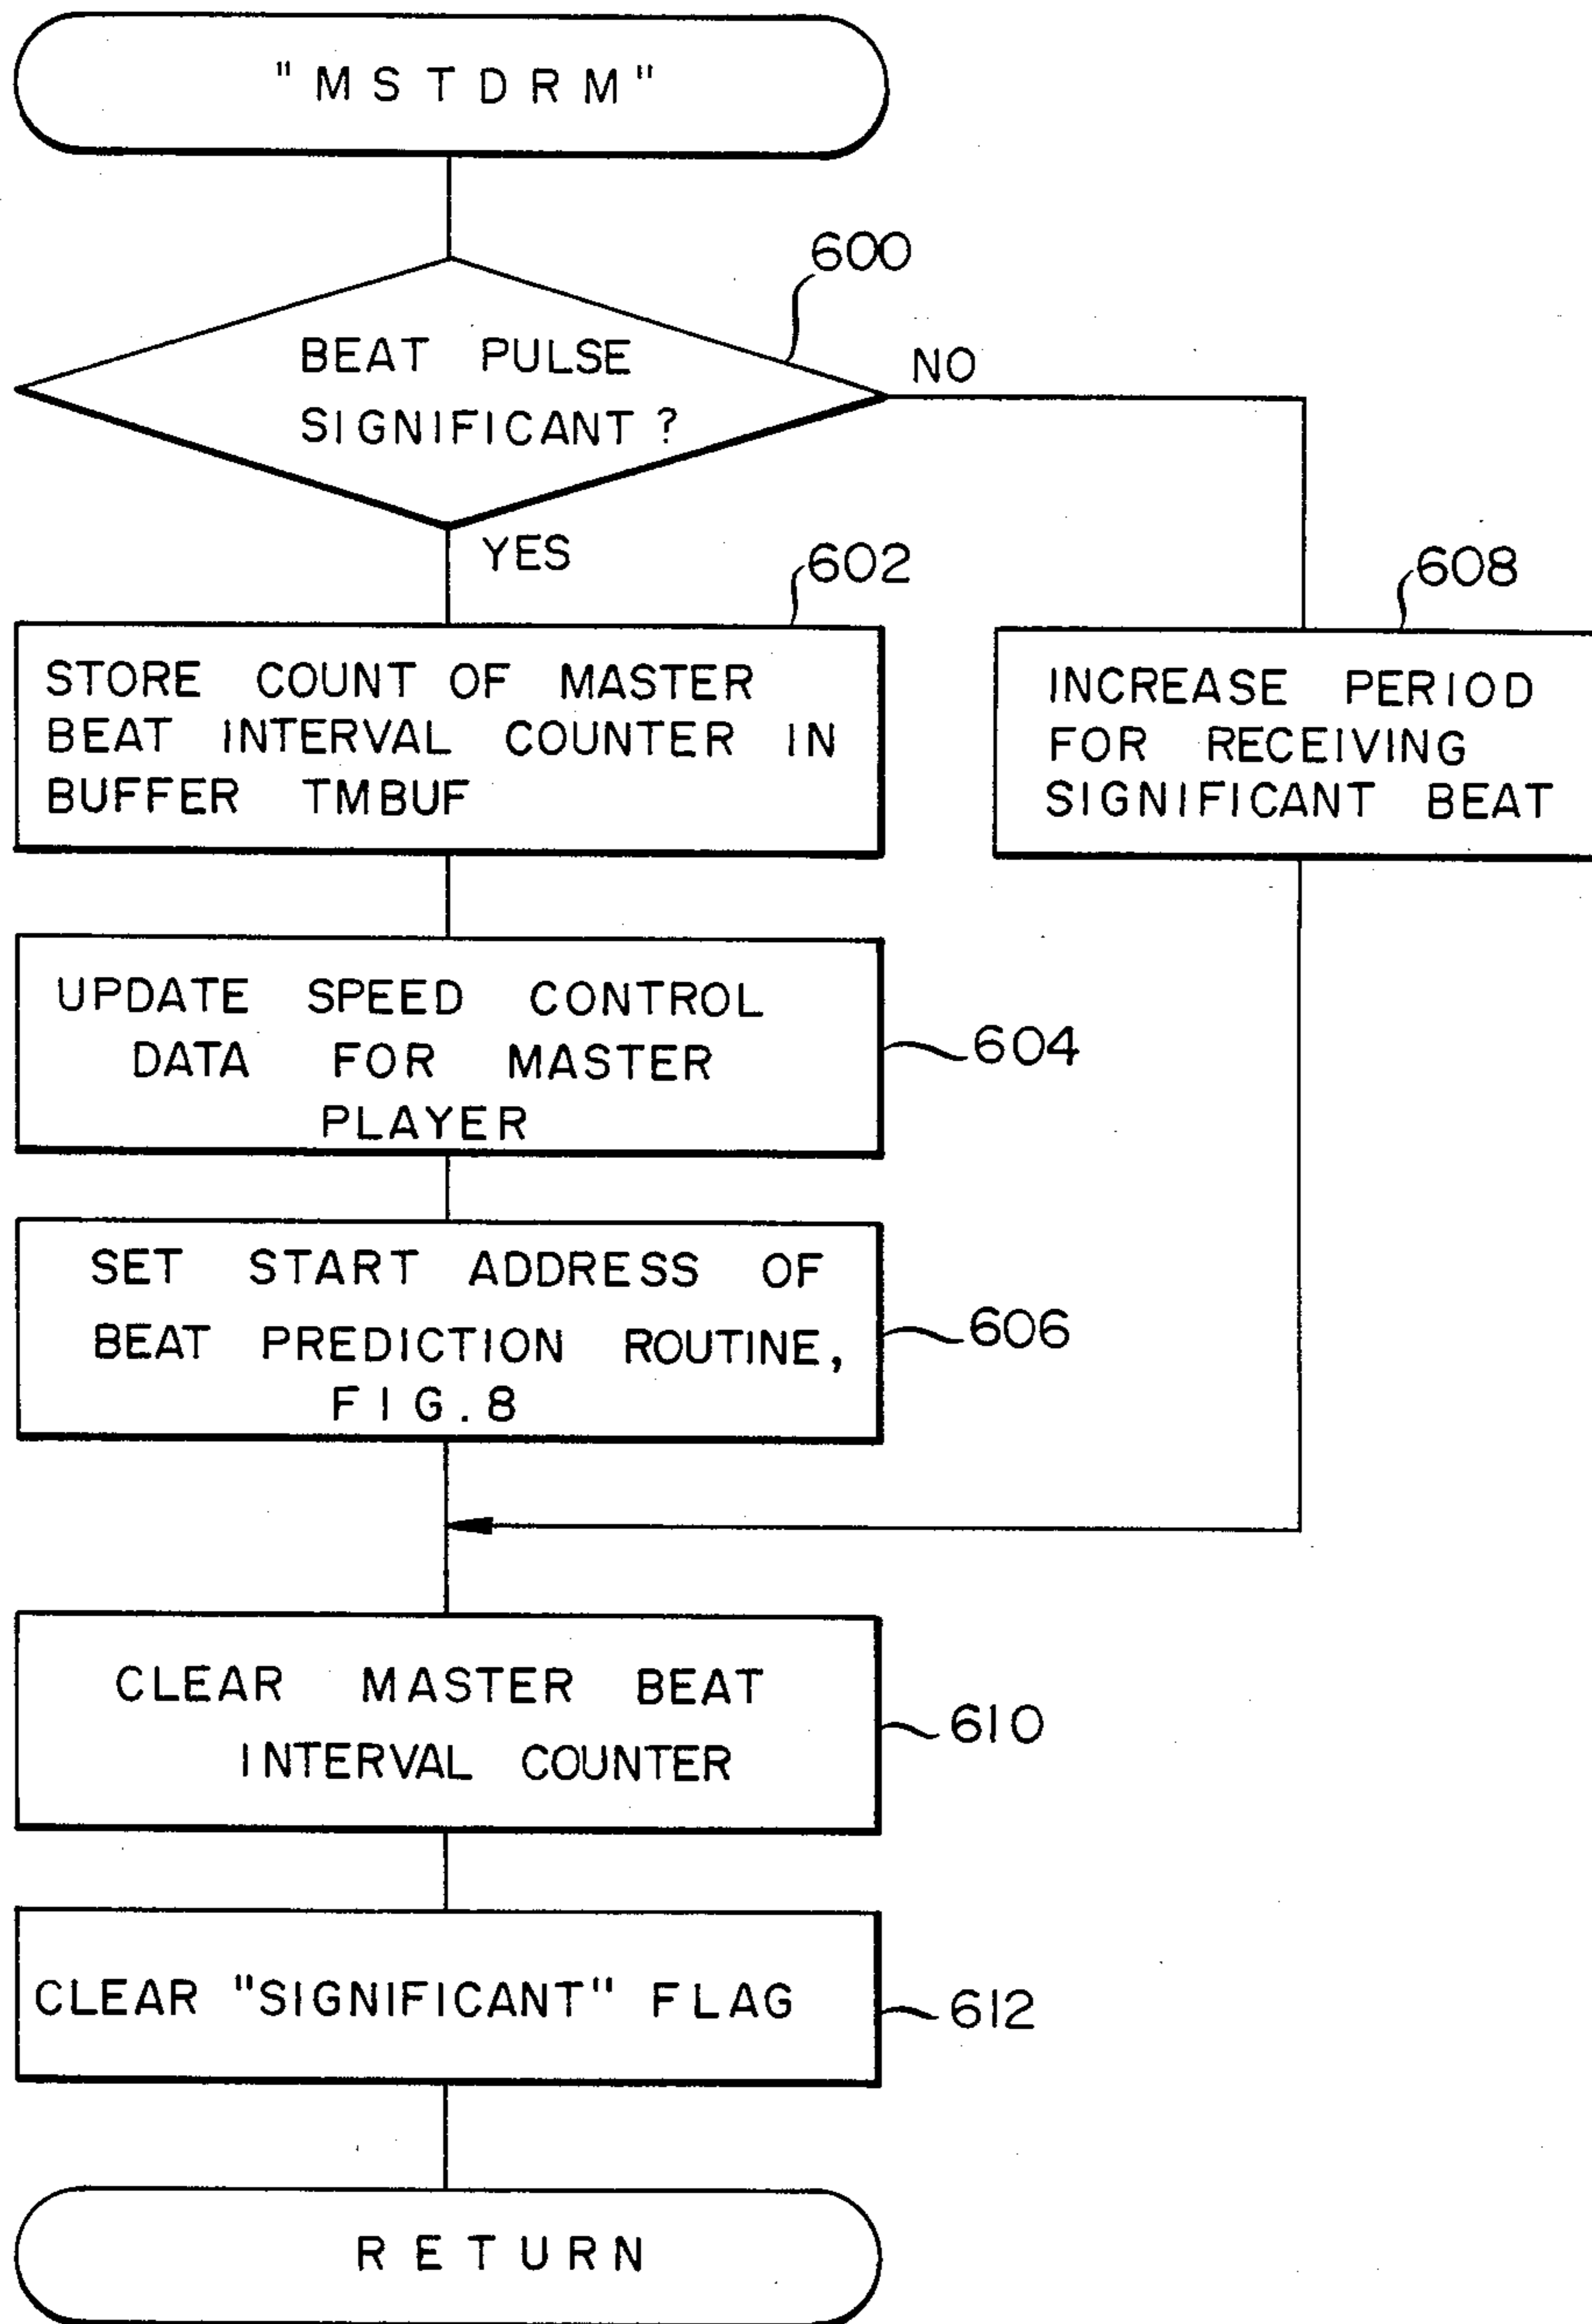 "MSTDRM"
600
BEAT PULSE
SIGNIFICANT?
NO
YES
602
STORE COUNT OF MASTER
BEAT INTERVAL COUNTER IN
BUFFER TMBUF
608
INCREASE PERIOD
FOR RECEIVING
SIGNIFICANT BEAT
UPDATE SPEED CONTROL
DATA FOR MASTER
PLAYER
604
SET START ADDRESS OF
BEAT PREDICTION ROUTINE,
FIG.8
606
CLEAR MASTER BEAT
INTERVAL COUNTER
610
CLEAR "SIGNIFICANT" FLAG
612
RETURN